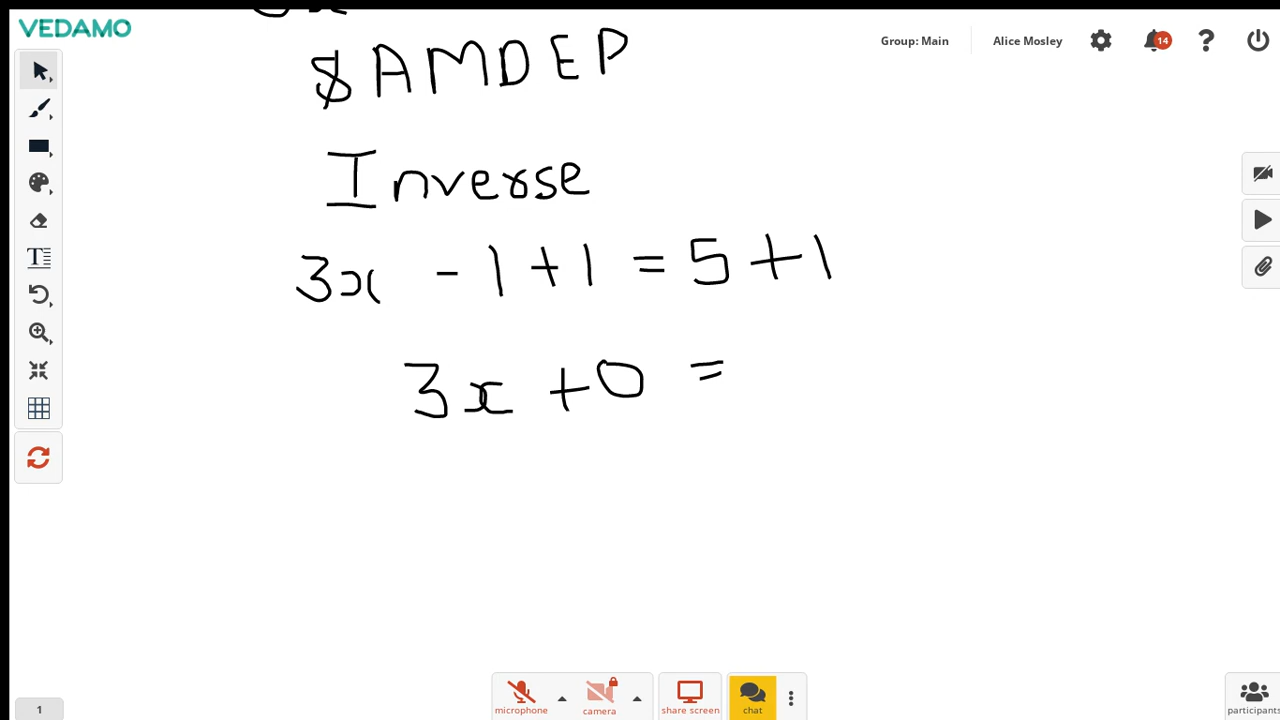 VEDAMO
Group: Main
Alice Mosley
14
SAMDEP
Inverse
3x - 1 + 1 = 5 + 1
3x + 0 =
1
microphone
camera
share screen
chat
participants